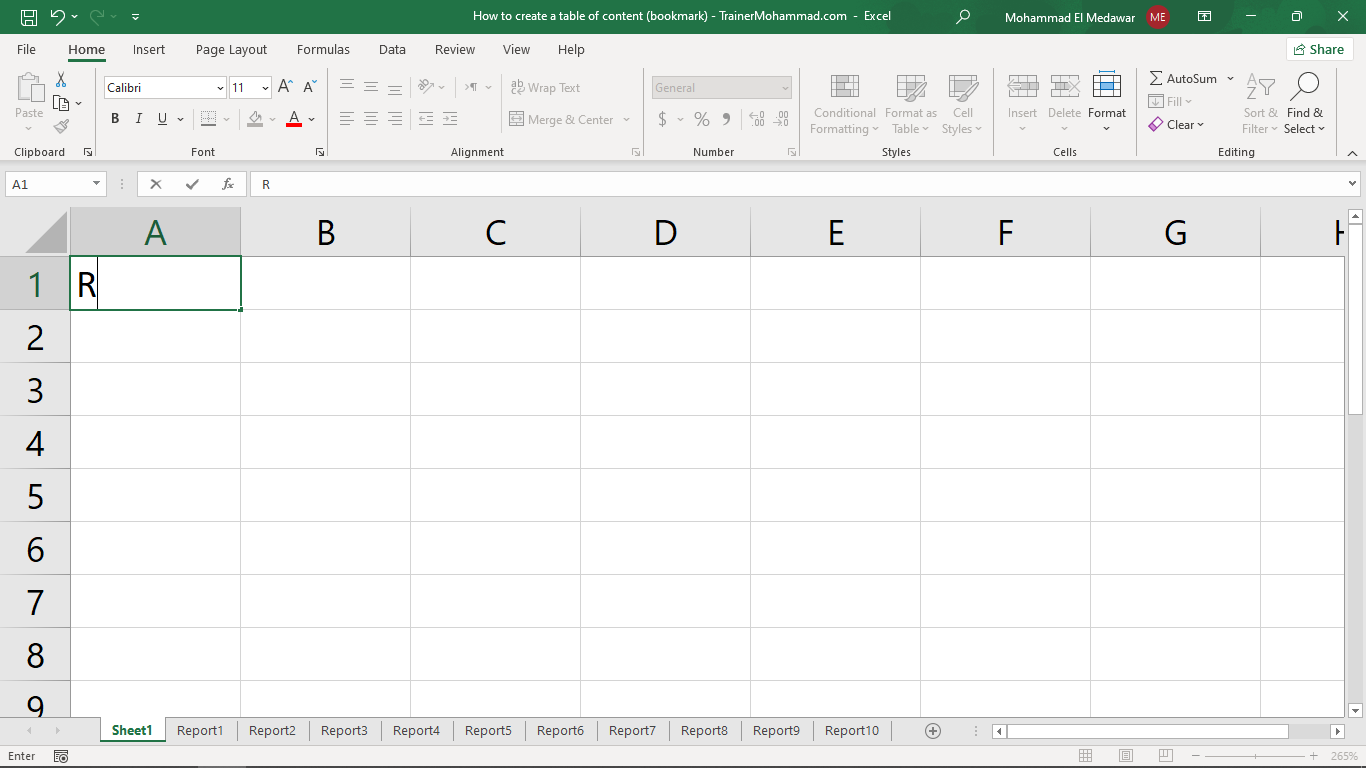 How to create a table of content (bookmark) - TrainerMohammad.com - Excel
Mohammad El Medawar ME
File Home Insert Page Layout Formulas Data Review View Help Share
Paste
Clipboard
Calibri 11
B I U A
Font
ab Wrap Text
Merge & Center
Alignment
General
$ % 9
Number
Conditional Formatting
Format as Table
Cell Styles
Styles
Insert Delete Format
Cells
AutoSum
Fill
Clear
Sort & Filter
Find & Select
Editing
A1 fx R
A B C D E F G H
1 R
2
3
4
5
6
7
8
9
Sheet1 Report1 Report2 Report3 Report4 Report5 Report6 Report7 Report8 Report9 Report10
Enter 265%